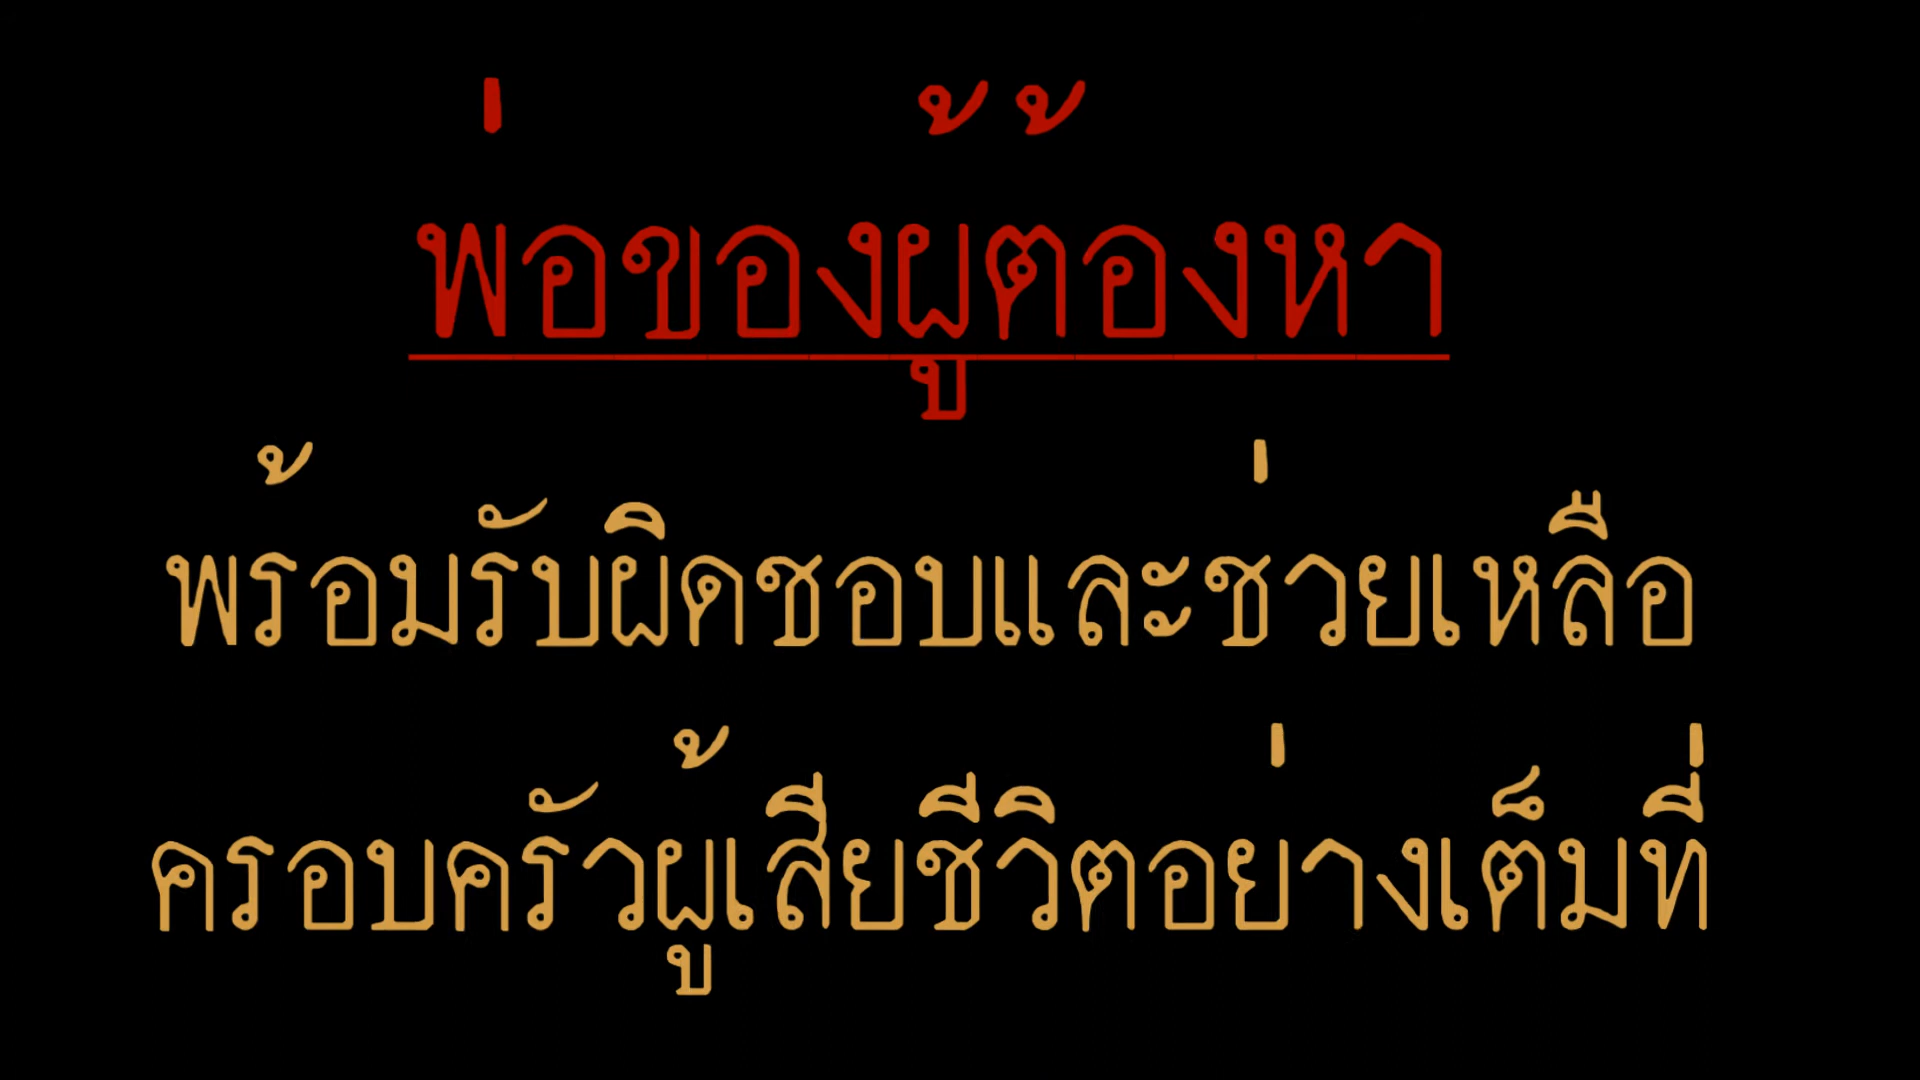 พ่อของผู้ต้องหา
พร้อมรับผิดชอบและช่วยเหลือ
ครอบครัวผู้เสียชีวิตอย่างเต็มที่